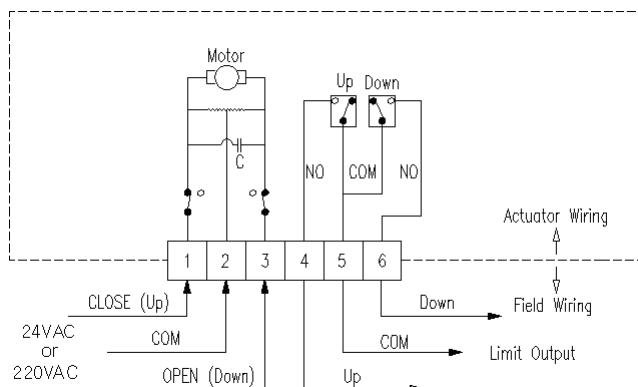 Motor
Up Down
C
NO COM NO
Actuator Wiring
1 2 3 4 5 6
CLOSE (Up)
Down
Field Wiring
24VAC
or
220VAC
COM
COM
Limit Output
OPEN (Down)
Up